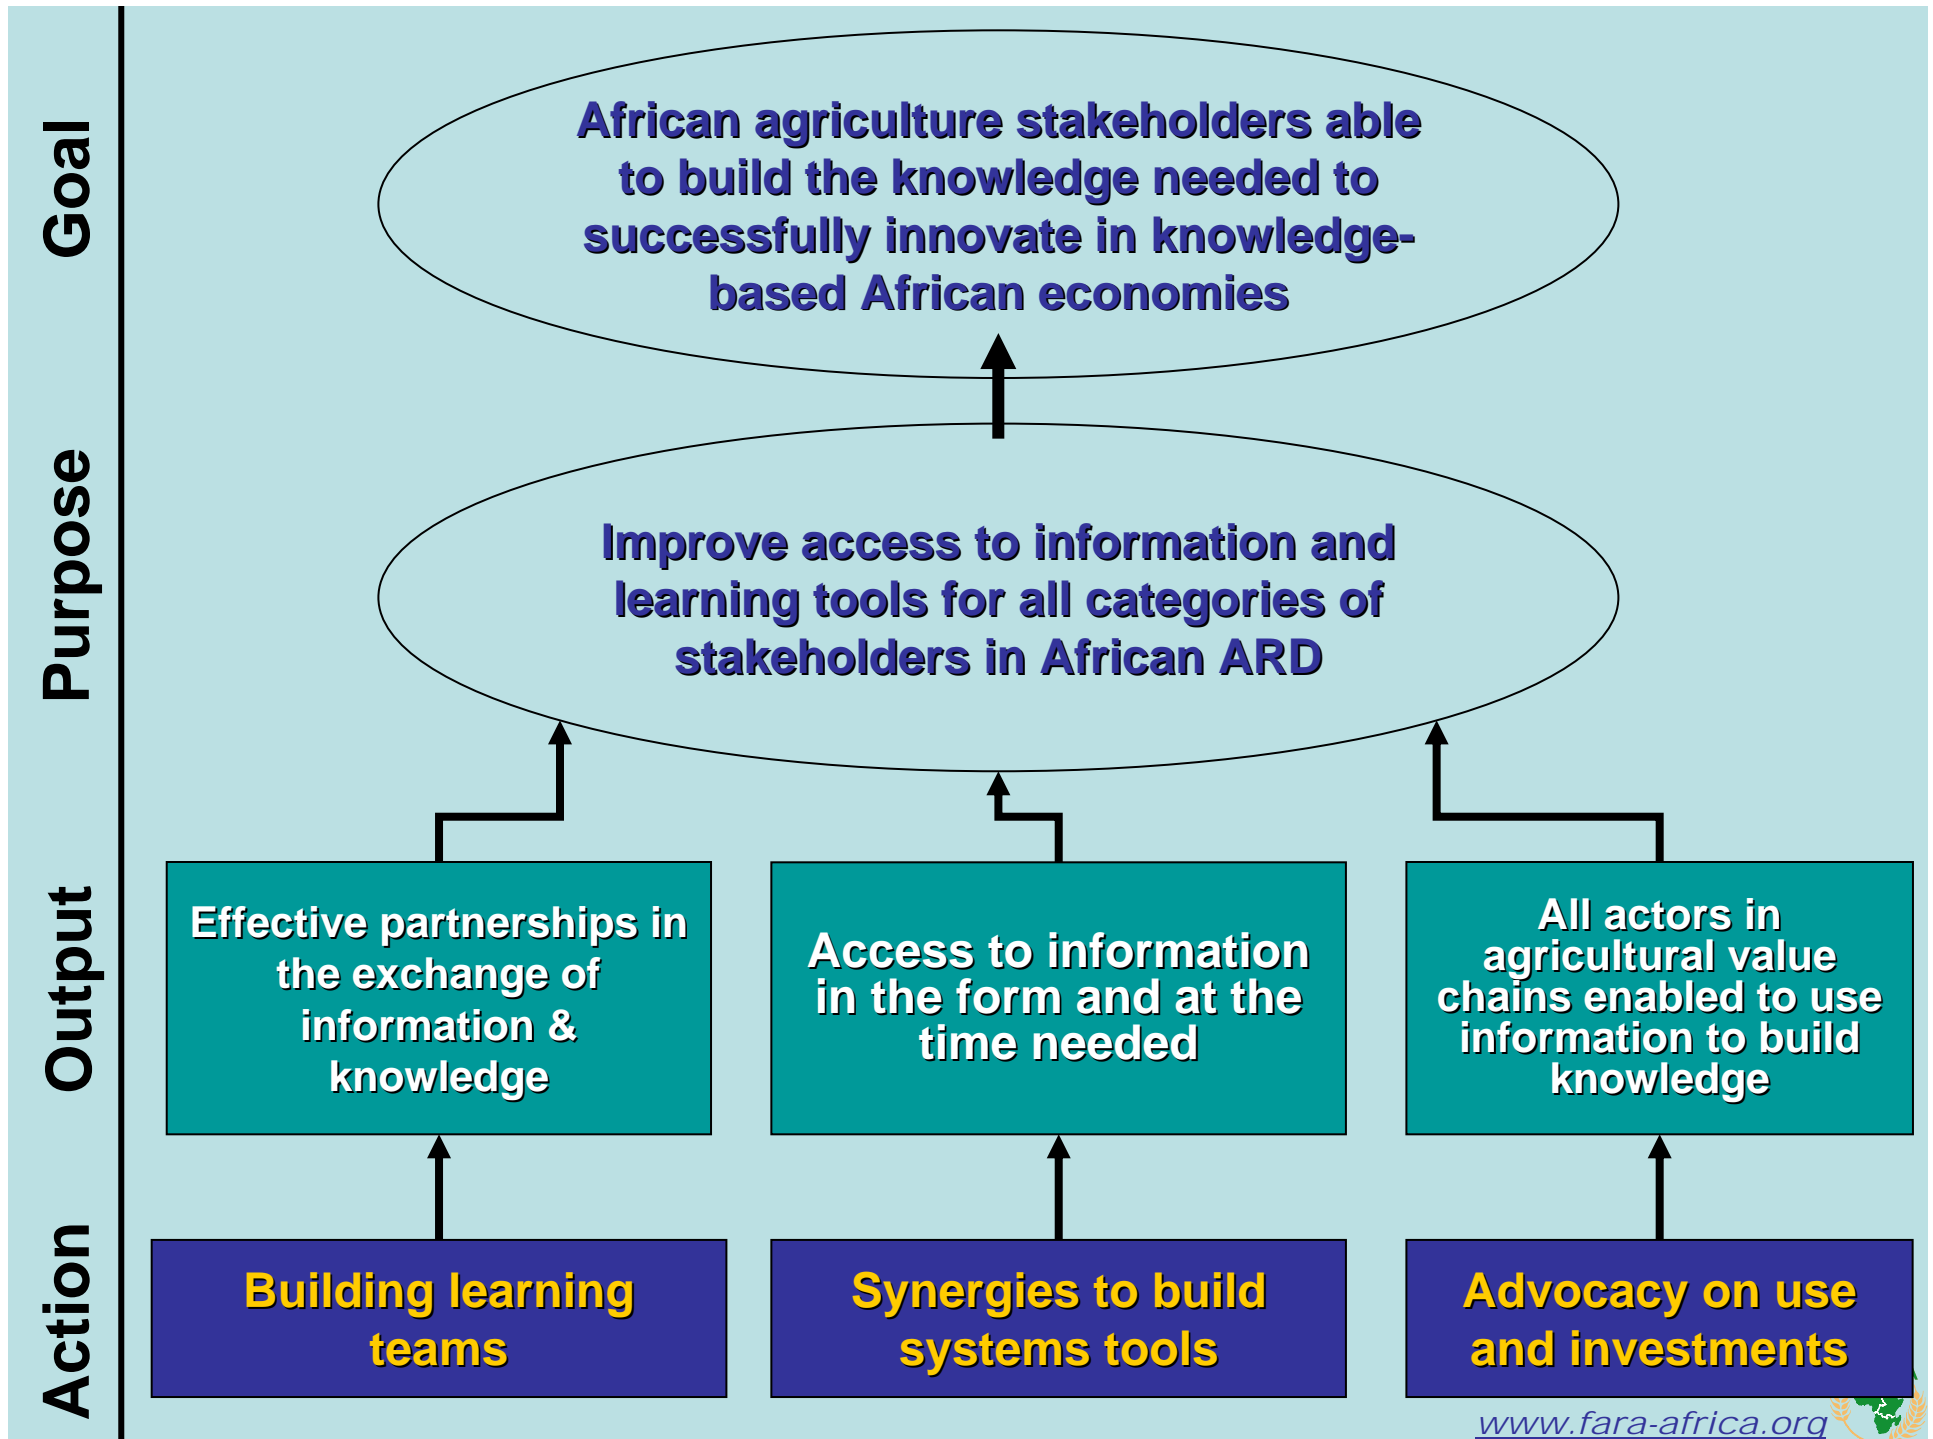 Goal
African agriculture stakeholders able
to build the knowledge needed to
successfully innovate in knowledge-
based African economies
Purpose
Improve access to information and
learning tools for all categories of
stakeholders in African ARD
Output
Effective partnerships in
the exchange of
information &
knowledge
Access to information
in the form and at the
time needed
All actors in
agricultural value
chains enabled to use
information to build
knowledge
Action
Building learning
teams
Synergies to build
systems tools
Advocacy on use
and investments
www.fara-africa.org